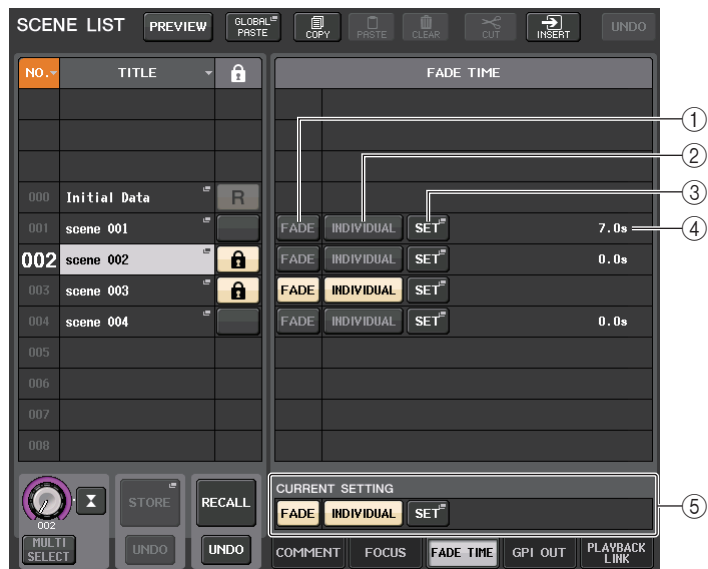 SCENE LIST PREVIEW GLOBAL PASTE COPY PASTE CLEAR CUT INSERT UNDO
NO. TITLE FADE TIME
①
②
000 Initial Data R ③
001 scene 001 FADE INDIVIDUAL SET 7.0s ④
002 scene 002 FADE INDIVIDUAL SET 0.0s
003 scene 003 FADE INDIVIDUAL SET
004 scene 004 FADE INDIVIDUAL SET 0.0s
005
006
007
008
CURRENT SETTING
STORE RECALL FADE INDIVIDUAL SET ⑤
002
MULTI SELECT UNDO UNDO COMMENT FOCUS FADE TIME GPI OUT PLAYBACK LINK